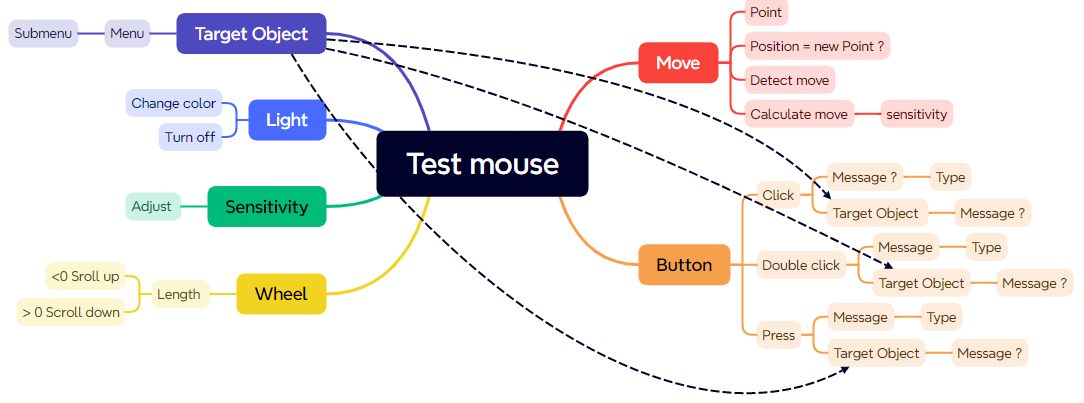 Submenu
Menu
Target Object
Change color
Turn off
Light
Adjust
Sensitivity
<0 Sroll up
> 0 Scroll down
Length
Wheel
Test mouse
Move
Point
Position = new Point ?
Detect move
Calculate move
sensitivity
Button
Click
Message ?
Type
Target Object
Message ?
Double click
Message
Type
Target Object
Message ?
Press
Message
Type
Target Object
Message ?